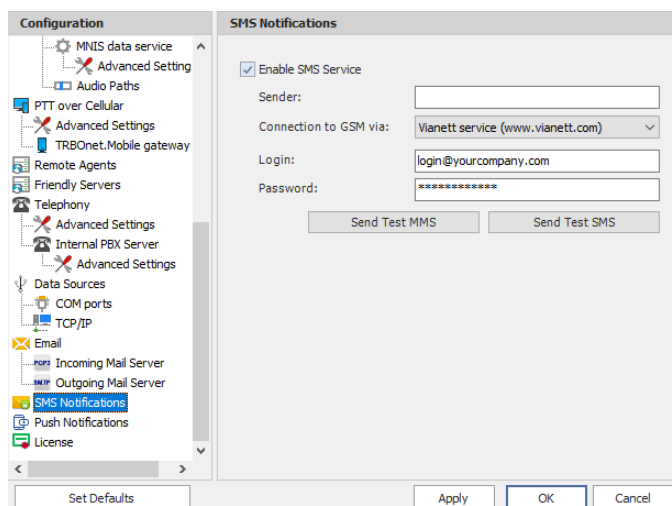 Configuration
MNIS data service
Advanced Setting
Audio Paths
PTT over Cellular
Advanced Settings
TRBOnet.Mobile gateway
Remote Agents
Friendly Servers
Telephony
Advanced Settings
Internal PBX Server
Advanced Settings
Data Sources
COM ports
TCP/IP
Email
POP3 Incoming Mail Server
SMTP Outgoing Mail Server
SMS Notifications
Push Notifications
License
Set Defaults
SMS Notifications
Enable SMS Service
Sender:
Connection to GSM via: Vianett service (www.vianett.com)
Login: login@yourcompany.com
Password: ************
Send Test MMS Send Test SMS
Apply OK Cancel